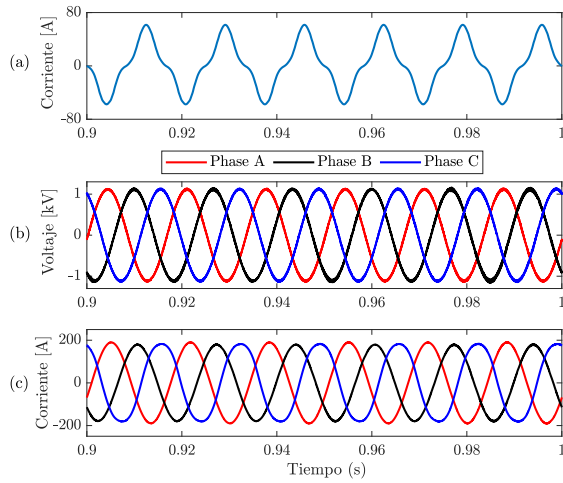 80
0
-80
(a)
Corriente [A]
0.9 0.92 0.94 0.96 0.98 1
Phase A Phase B Phase C
1
0
-1
(b)
Voltaje [kV]
0.9 0.92 0.94 0.96 0.98 1
200
0
-200
(c)
Corriente [A]
0.9 0.92 0.94 0.96 0.98 1
Tiempo (s)